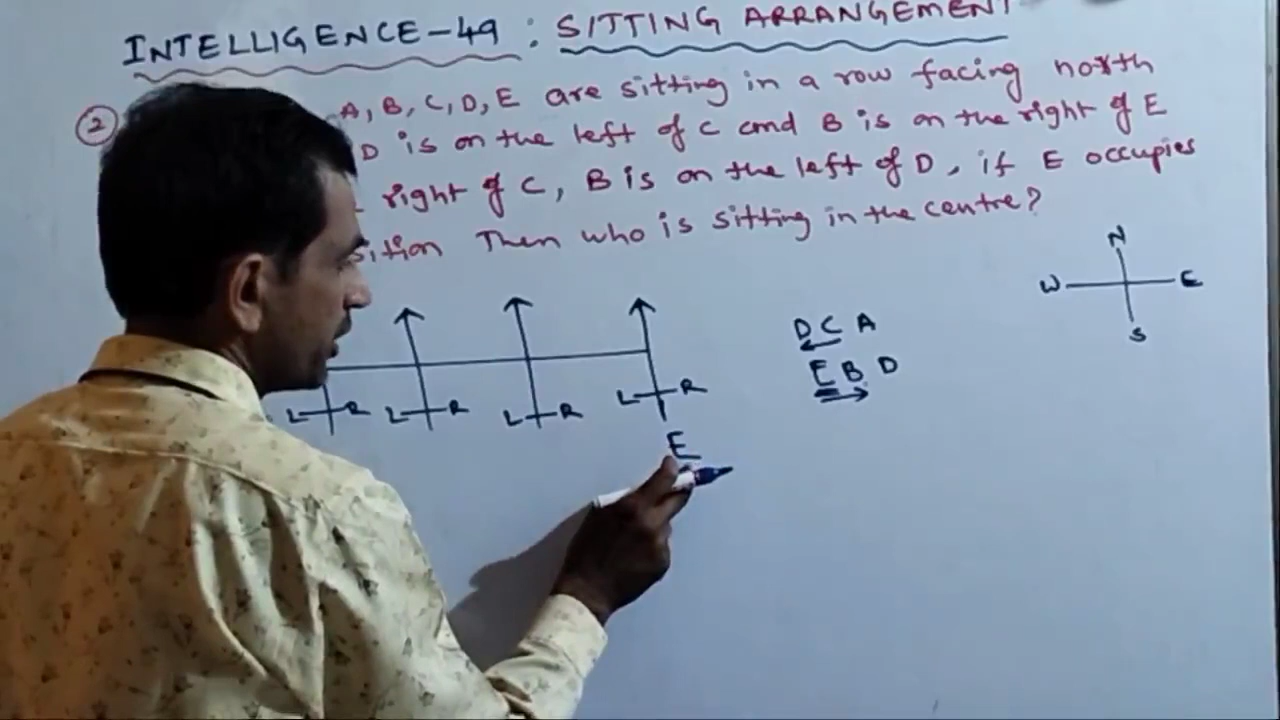 INTELLIGENCE-49 : SITTING ARRANGEMENT
② A, B, C, D, E are sitting in a row facing north
D is on the left of C and B is on the right of E
right of C, B is on the left of D, if E occupies
Then who is sitting in the centre?
N
W E
S
D C A
E B D
L R L R L R L R
E